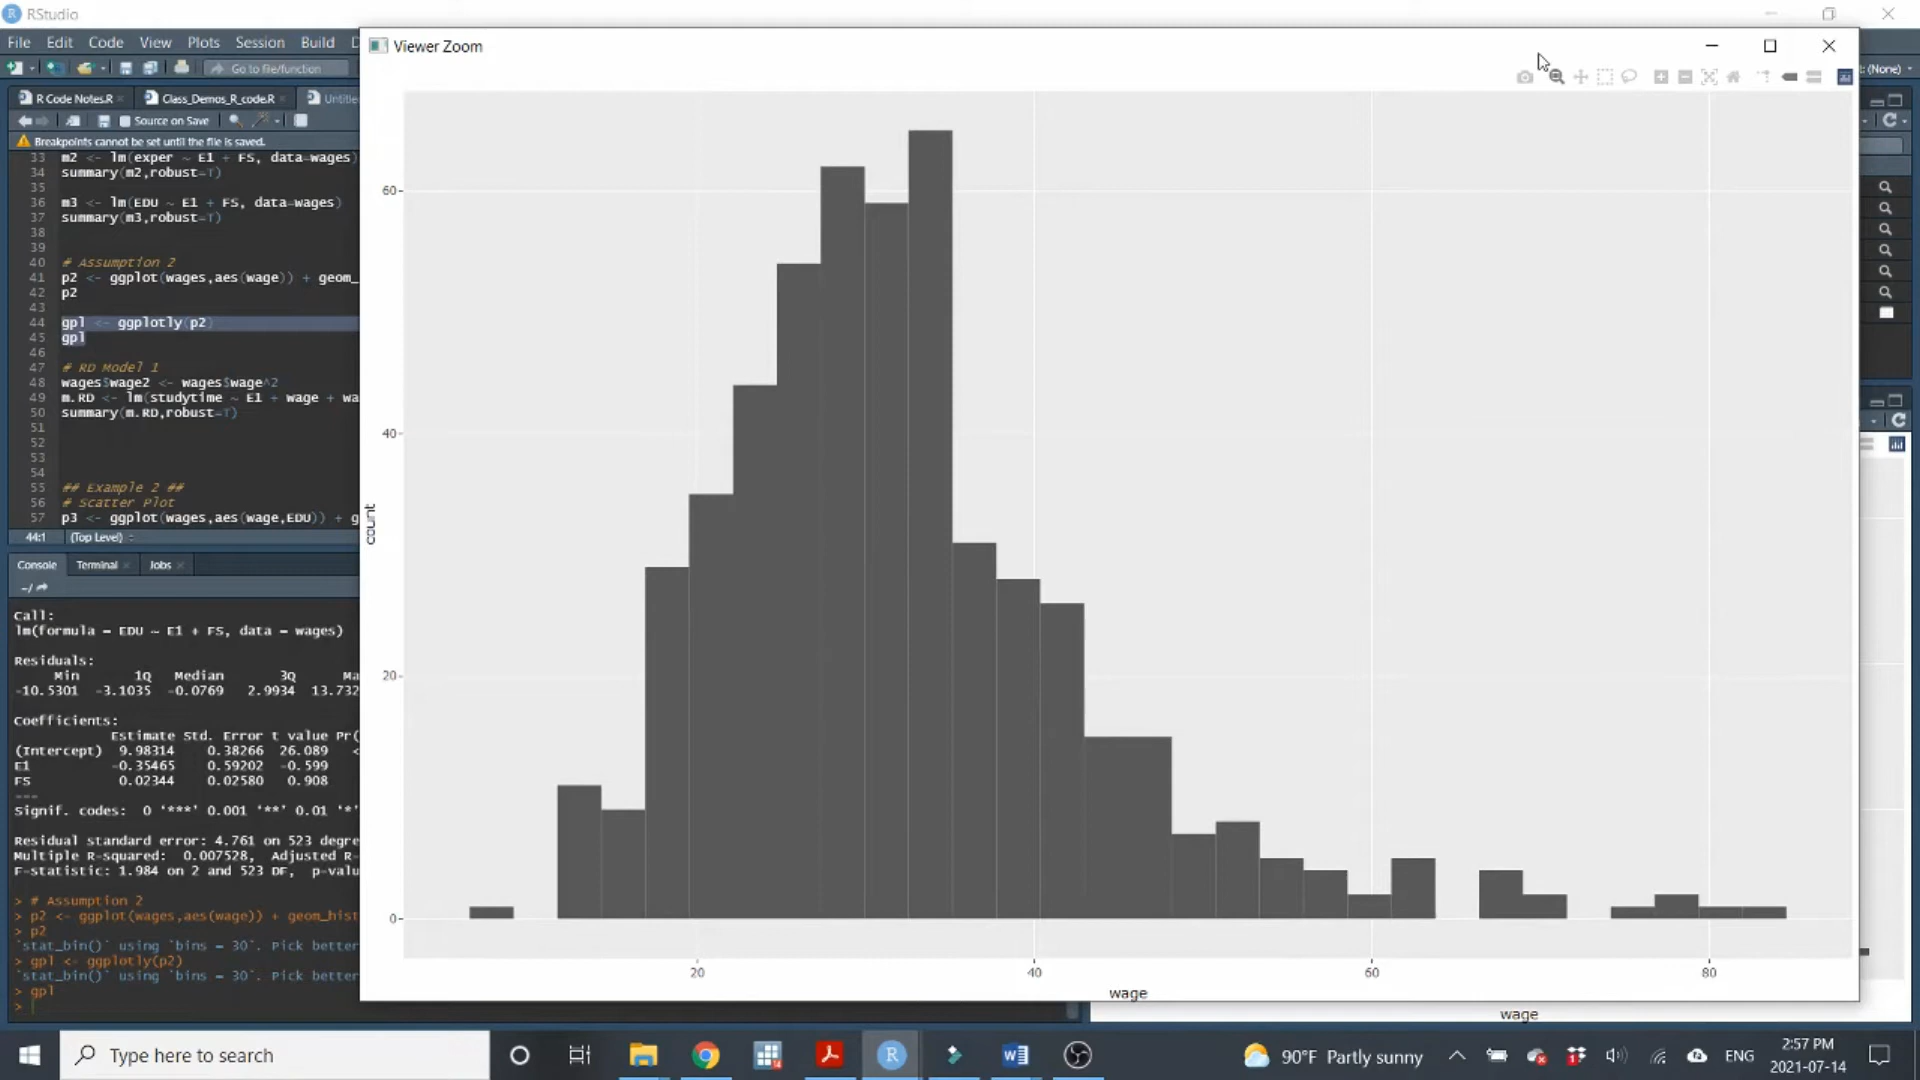 RStudio
File Edit Code View Plots Session Build
Go to file/function
R Code Notes.R Class_Demos_R_code.R
Source on Save
Breakpoints cannot be set until the file is saved.
33 m2 <- lm(exper ~ E1 + FS, data=wages)
34 summary(m2,robust=T)
35
36 m3 <- lm(EDU ~ E1 + FS, data=wages)
37 summary(m3,robust=T)
38
39
40 # Assumption 2
41 p2 <- ggplot(wages,aes(wage)) + geom_
42 p2
43
44 gpl <- ggplotly(p2)
45 gpl
46
47 # RD Model 1
48 wages$wage2 <- wages$wage^2
49 m.RD <- lm(studytime ~ E1 + wage + wa
50 summary(m.RD,robust=T)
51
52
53
54
55 ## Example 2 ##
56 # Scatter Plot
57 p3 <- ggplot(wages,aes(wage,EDU)) + g
44:1 (Top Level)
Console Terminal Jobs
~/
Call:
lm(formula = EDU ~ E1 + FS, data = wages)
Residuals:
Min 1Q Median 3Q Ma
-10.5301 -3.1035 -0.0769 2.9934 13.732
Coefficients:
Estimate Std. Error t value Pr(
(Intercept) 9.98314 0.38266 26.089 <
E1 -0.35465 0.59202 -0.599
FS 0.02344 0.02580 0.908
---
Signif. codes: 0 ‘***’ 0.001 ‘**’ 0.01 ‘*’
Residual standard error: 4.761 on 523 degre
Multiple R-squared: 0.007528, Adjusted R-
F-statistic: 1.984 on 2 and 523 DF, p-valu
> # Assumption 2
> p2 <- ggplot(wages,aes(wage)) + geom_hist
> p2
`stat_bin()` using `bins = 30`. Pick better
> gpl <- ggplotly(p2)
`stat_bin()` using `bins = 30`. Pick better
> gpl
>
Viewer Zoom
(None)
60
40
20
0
count
20 40 60 80
wage
wage
Type here to search
90°F Partly sunny
ENG
2:57 PM
2021-07-14